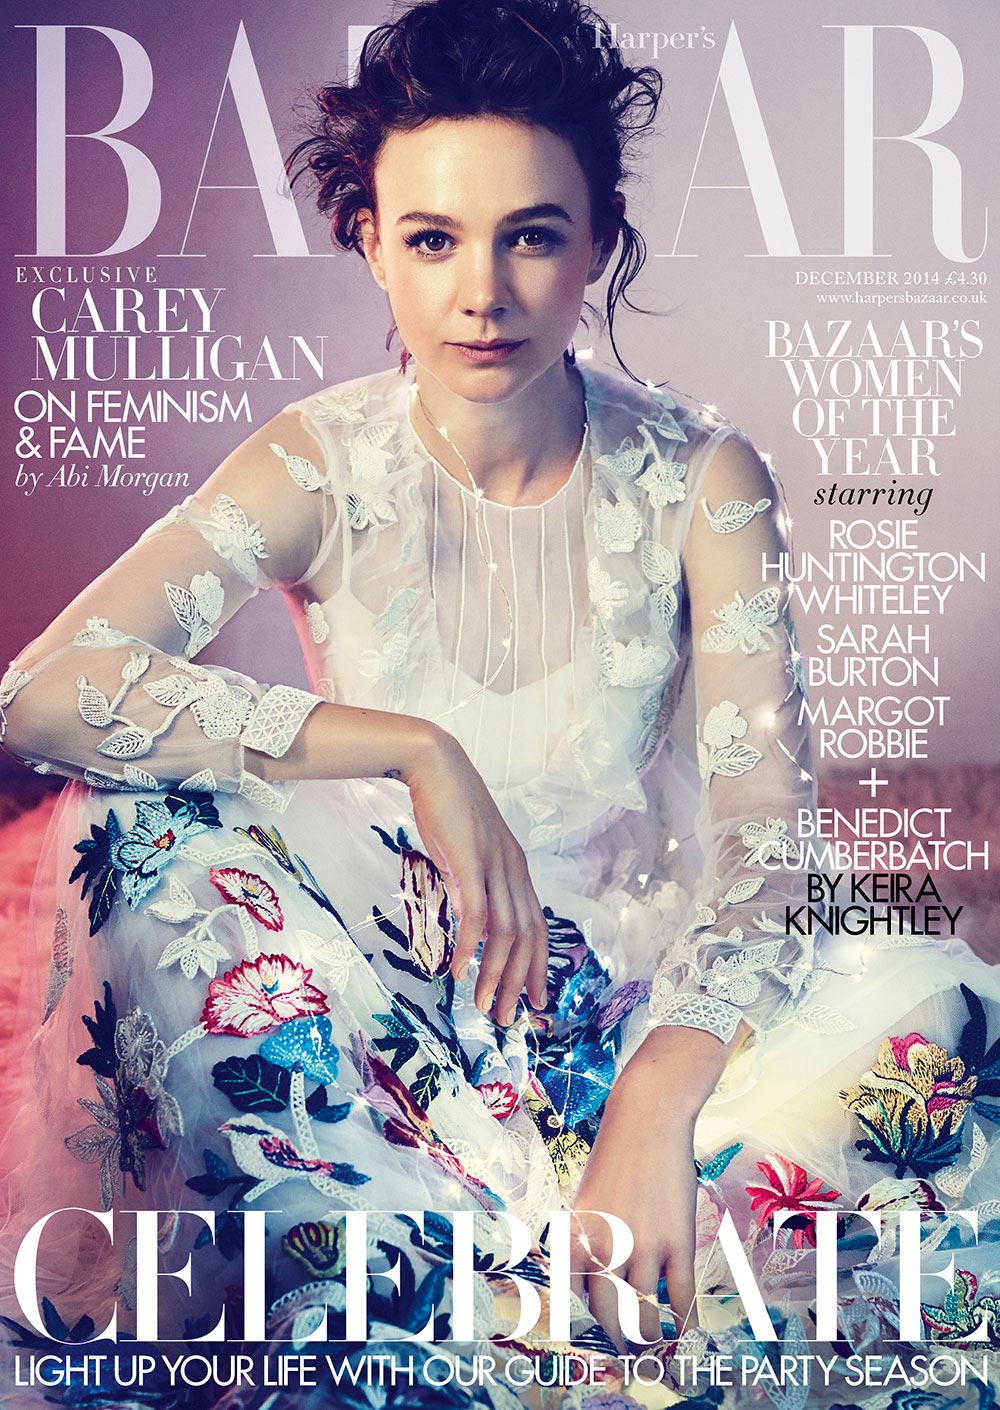 Harper's
BAZAAR
EXCLUSIVE
CAREY
MULLIGAN
ON FEMINISM
& FAME
by Abi Morgan
DECEMBER 2014 £4.30
www.harpersbazaar.co.uk
BAZAAR'S
WOMEN
OF THE
YEAR
starring
ROSIE
HUNTINGTON
WHITELEY
SARAH
BURTON
MARGOT
ROBBIE
+
BENEDICT
CUMBERBATCH
BY KEIRA
KNIGHTLEY
CELEBRATE
LIGHT UP YOUR LIFE WITH OUR GUIDE TO THE PARTY SEASON